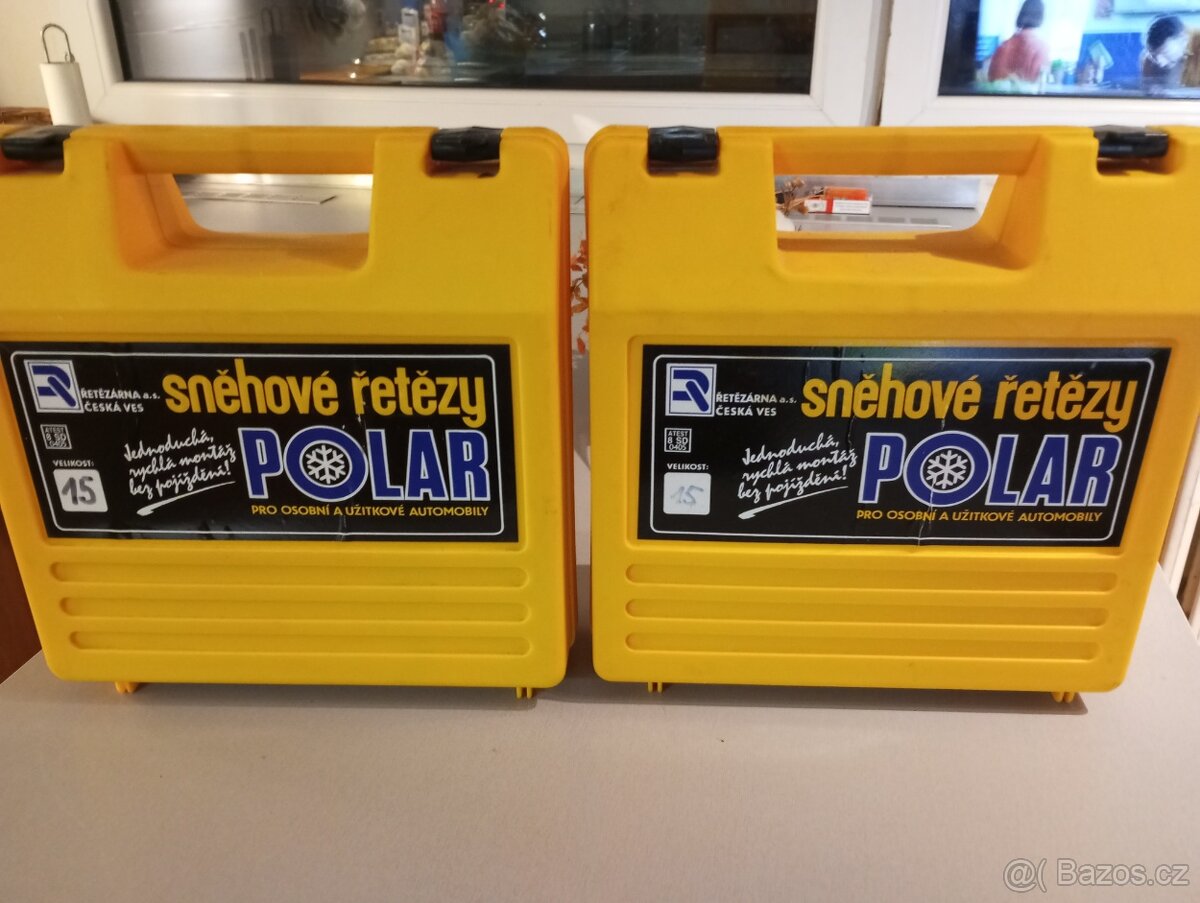 ŘETĚZÁRNA a.s.
ČESKÁ VES
sněhové řetězy
ATEST
8 SD
0405
VELIKOST:
15
Jednoduchá,
rychlá montáž
bez pojíždění!
POLAR
PRO OSOBNÍ A UŽITKOVÉ AUTOMOBILY
ŘETĚZÁRNA a.s.
ČESKÁ VES
sněhové řetězy
ATEST
8 SD
0405
VELIKOST:
15
Jednoduchá,
rychlá montáž
bez pojíždění!
POLAR
PRO OSOBNÍ A UŽITKOVÉ AUTOMOBILY
@( Bazos.cz